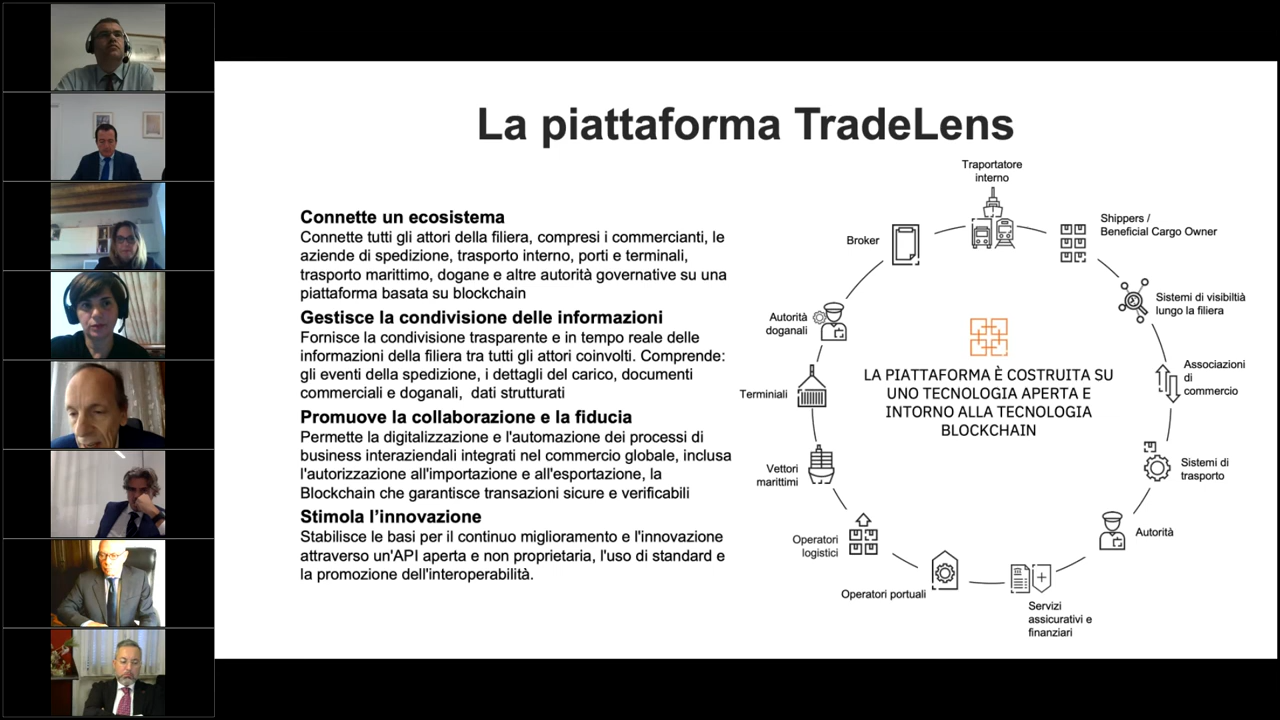 La piattaforma TradeLens
Connette un ecosistema
Connette tutti gli attori della filiera, compresi i commercianti, le
aziende di spedizione, trasporto interno, porti e terminali,
trasporto marittimo, dogane e altre autorità governative su una
piattaforma basata su blockchain
Gestisce la condivisione delle informazioni
Fornisce la condivisione trasparente e in tempo reale delle
informazioni della filiera tra tutti gli attori coinvolti. Comprende:
gli eventi della spedizione, i dettagli del carico, documenti
commerciali e doganali, dati strutturati
Promuove la collaborazione e la fiducia
Permette la digitalizzazione e l'automazione dei processi di
business interaziendali integrati nel commercio globale, inclusa
l'autorizzazione all'importazione e all'esportazione, la
Blockchain che garantisce transazioni sicure e verificabili
Stimola l'innovazione
Stabilisce le basi per il continuo miglioramento e l'innovazione
attraverso un'API aperta e non proprietaria, l'uso di standard e
la promozione dell'interoperabilità.
Traportatore
interno
Shippers /
Beneficial Cargo Owner
Sistemi di visibiltià
lungo la filiera
Associazioni
di
commercio
Sistemi di
trasporto
Autorità
Servizi
assicurativi e
finanziari
Operatori portuali
Operatori
logistici
Vettori
marittimi
Terminiali
Autorità
doganali
Broker
LA PIATTAFORMA È COSTRUITA SU
UNO TECNOLOGIA APERTA E
INTORNO ALLA TECNOLOGIA
BLOCKCHAIN